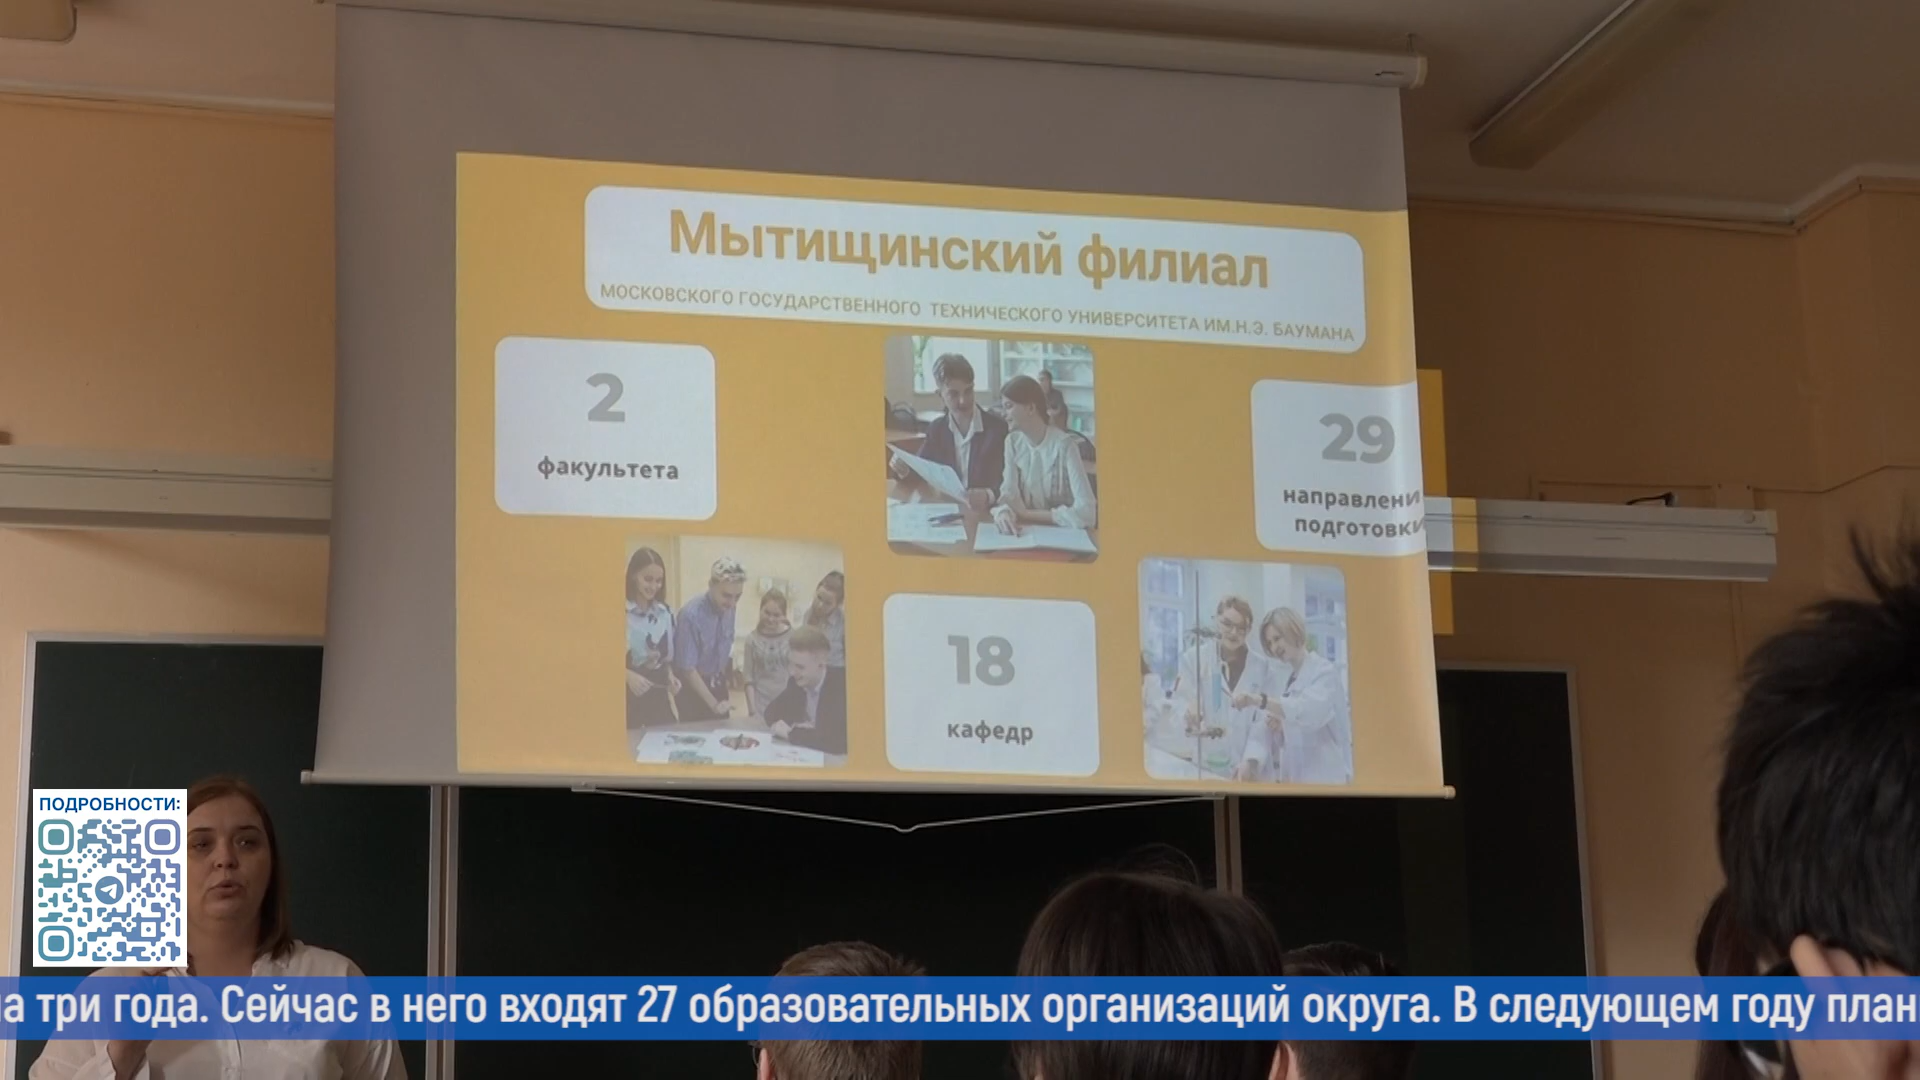 Мытищинский филиал
МОСКОВСКОГО ГОСУДАРСТВЕННОГО ТЕХНИЧЕСКОГО УНИВЕРСИТЕТА ИМ.Н.Э. БАУМАНА
2
факультета
29
направлени
подготовки
18
кафедр
ПОДРОБНОСТИ:
на три года. Сейчас в него входят 27 образовательных организаций округа. В следующем году план